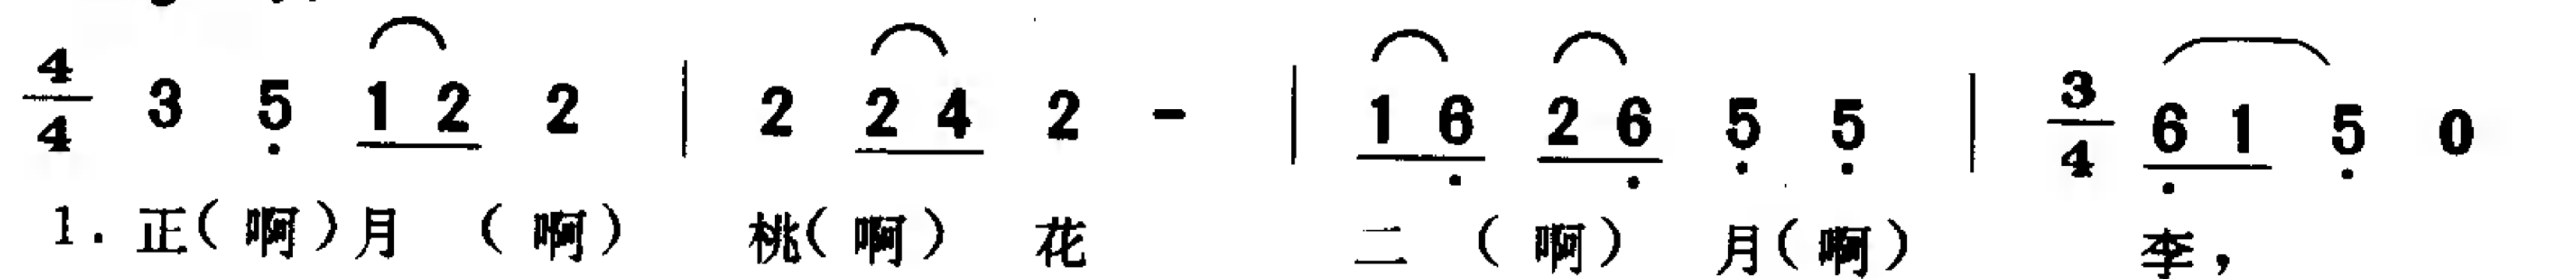 4/4 3 5̣ 1 2 2 | 2 2 4 2 - | 1 6̣ 2 6̣ 5̣ 5̣ | 3/4 6̣ 1 5̣ 0
1. 正(啊)月 (啊) 桃(啊) 花 二 (啊) 月(啊) 李,